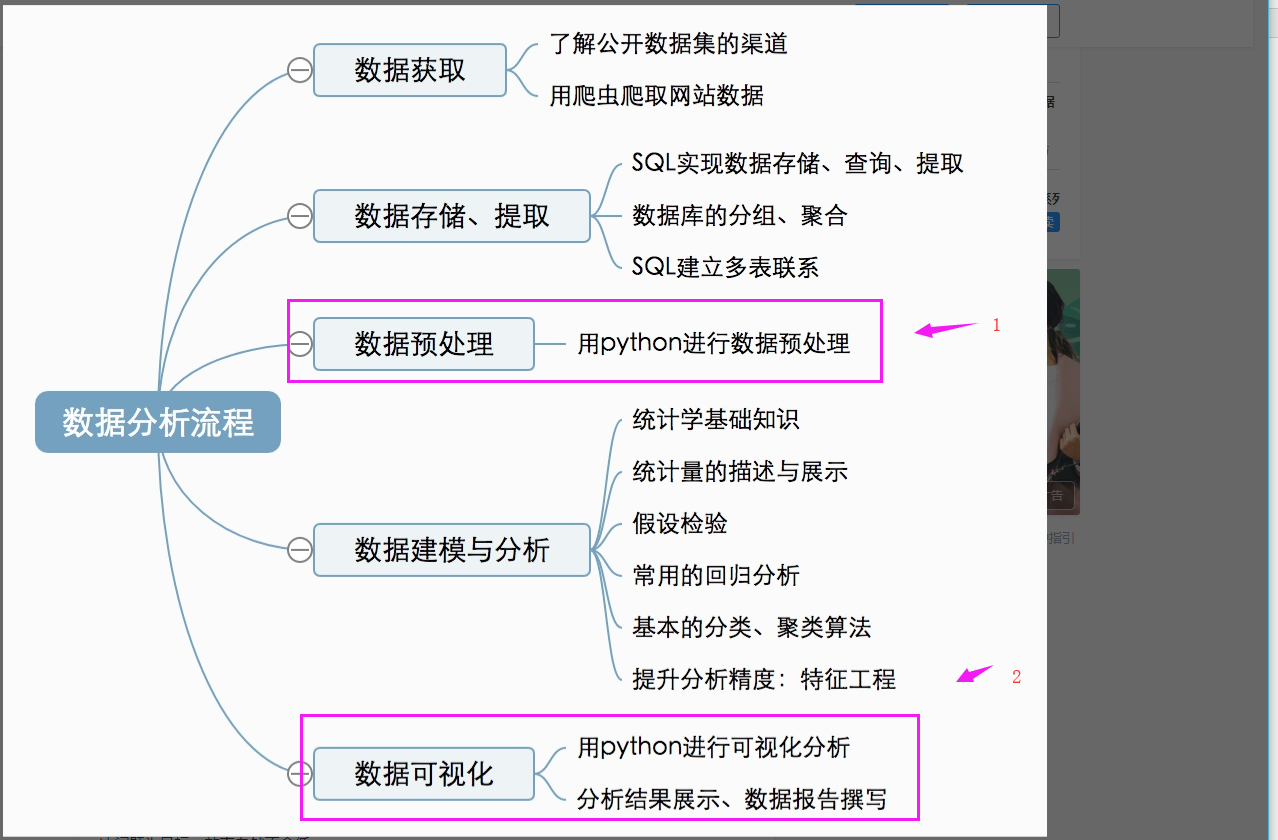 数据获取
了解公开数据集的渠道
用爬虫爬取网站数据
数据存储、提取
SQL实现数据存储、查询、提取
数据库的分组、聚合
SQL建立多表联系
数据预处理
用python进行数据预处理
1
数据分析流程
数据建模与分析
统计学基础知识
统计量的描述与展示
假设检验
常用的回归分析
基本的分类、聚类算法
提升分析精度：特征工程
2
数据可视化
用python进行可视化分析
分析结果展示、数据报告撰写
据
系列
告
指引